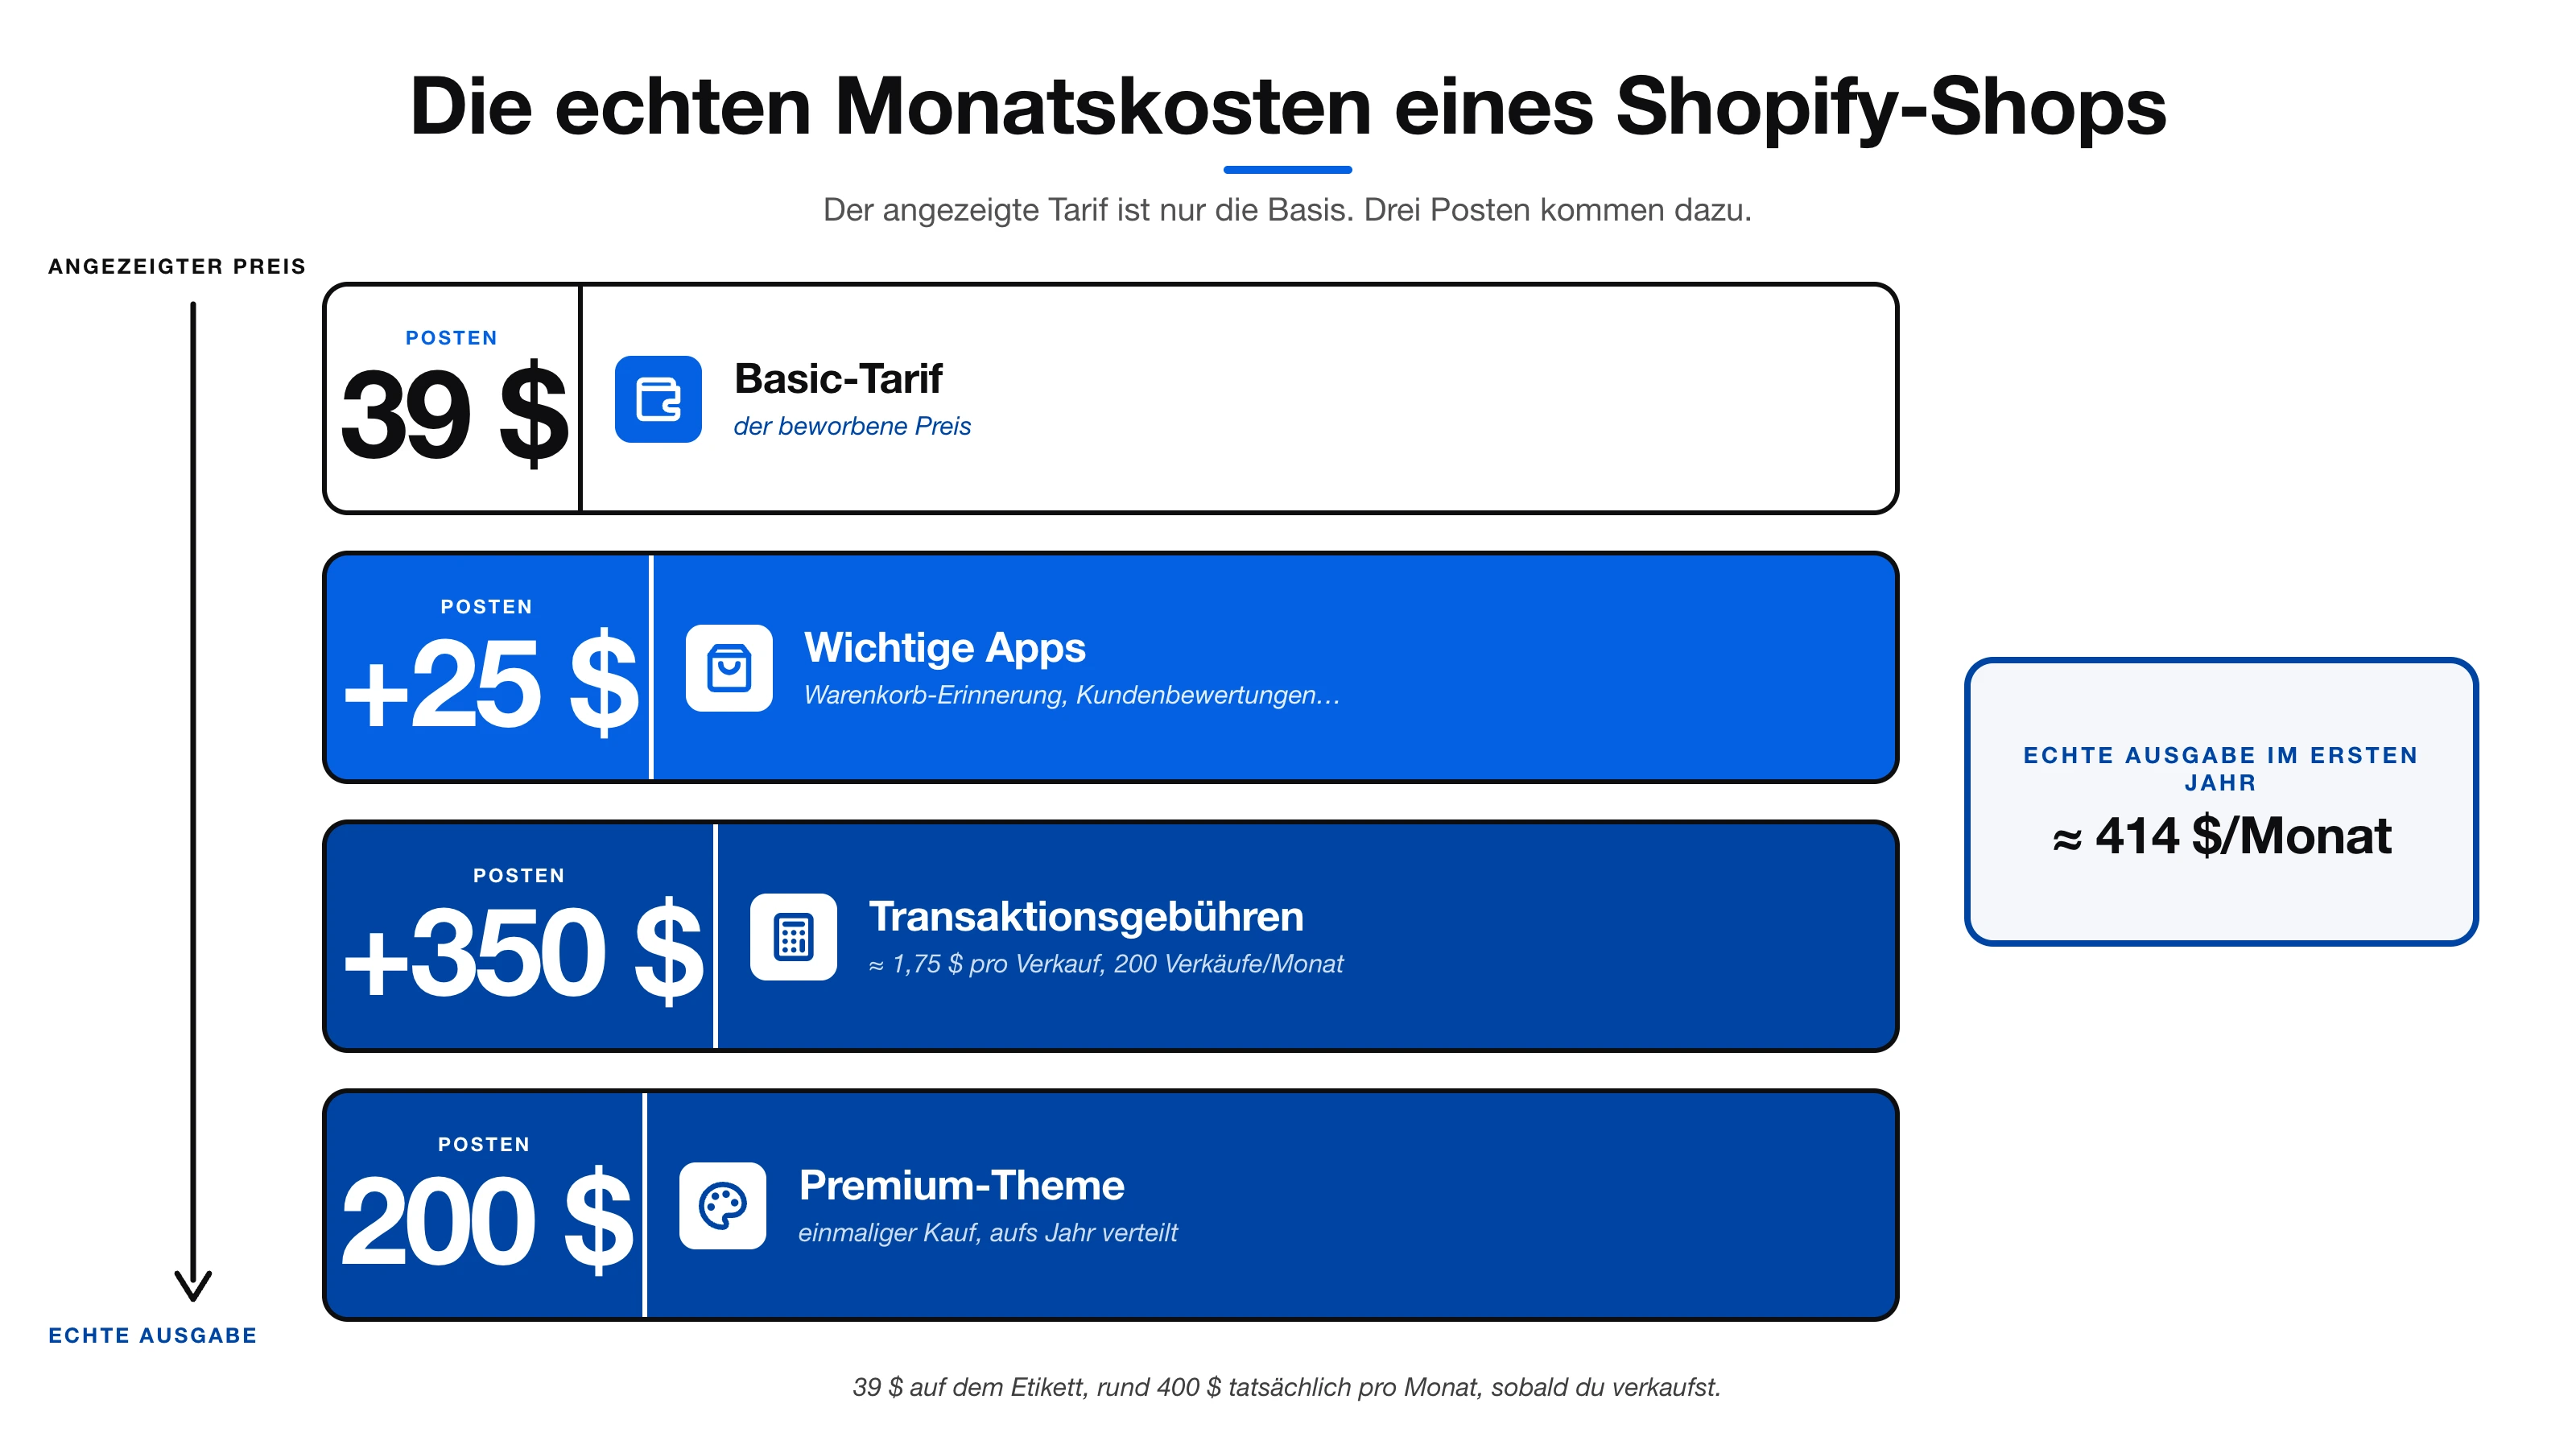 Die echten Monatskosten eines Shopify-Shops
Der angezeigte Tarif ist nur die Basis. Drei Posten kommen dazu.
ANGEZEIGTER PREIS
POSTEN
39 $
Basic-Tarif
der beworbene Preis
POSTEN
+25 $
Wichtige Apps
Warenkorb-Erinnerung, Kundenbewertungen…
POSTEN
+350 $
Transaktionsgebühren
≈ 1,75 $ pro Verkauf, 200 Verkäufe/Monat
POSTEN
200 $
Premium-Theme
einmaliger Kauf, aufs Jahr verteilt
ECHTE AUSGABE
ECHTE AUSGABE IM ERSTEN
JAHR
≈ 414 $/Monat
39 $ auf dem Etikett, rund 400 $ tatsächlich pro Monat, sobald du verkaufst.